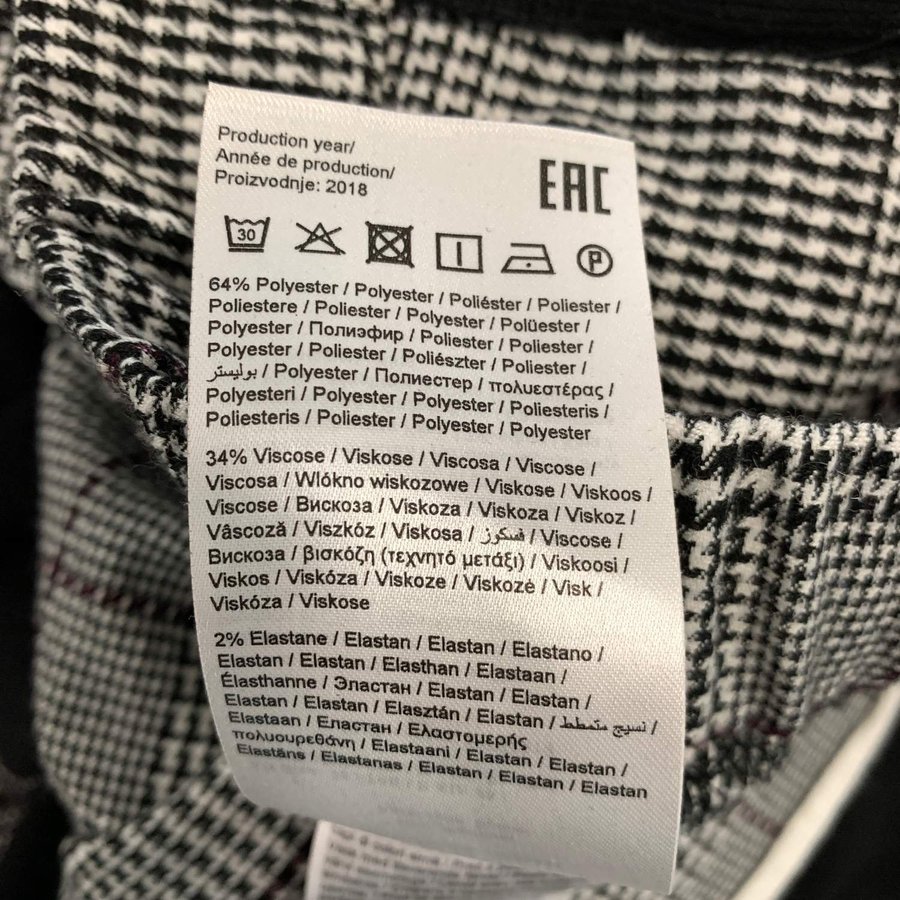 Production year/
Année de production/
Proizvodnje: 2018
EAC
30
P
64% Polyester / Polyester / Poliéster / Poliester /
Poliestere / Poliester / Polyester / Polüester /
Polyester / Полиэфир / Poliester / Poliester /
Polyester / Poliester / Poliészter / Poliester /
بوليستر / Polyester / Полиестер / πολυεστέρας /
Polyesteri / Polyester / Polyester / Poliesteris /
Poliesteris / Poliester / Polyester / Polyester
34% Viscose / Viskose / Viscosa / Viscose /
Viscosa / Wlókno wiskozowe / Viskose / Viskoos /
Viscose / Вискоза / Viskoza / Viskoza / Viskoz /
Vâscoză / Viszkóz / Viskosa / فسكوز / Viscose /
Вискоза / βισκόζη (τεχνητό μετάξι) / Viskoosi /
Viskos / Viskóza / Viskoze / Viskozė / Visk /
Viskóza / Viskose
2% Elastane / Elastan / Elastan / Elastano /
Elastan / Elastan / Elasthan / Elastaan /
Élasthanne / Эластан / Elastan / Elastan /
Elastan / Elastan / Elasztán / Elastan / نسيج متمطط /
Elastaan / Еластан / Ελαστομερής
πολυουρεθάνη / Elastaani / Elastan / Elastan /
Elastāns / Elastanas / Elastan / Elastan / Elastan